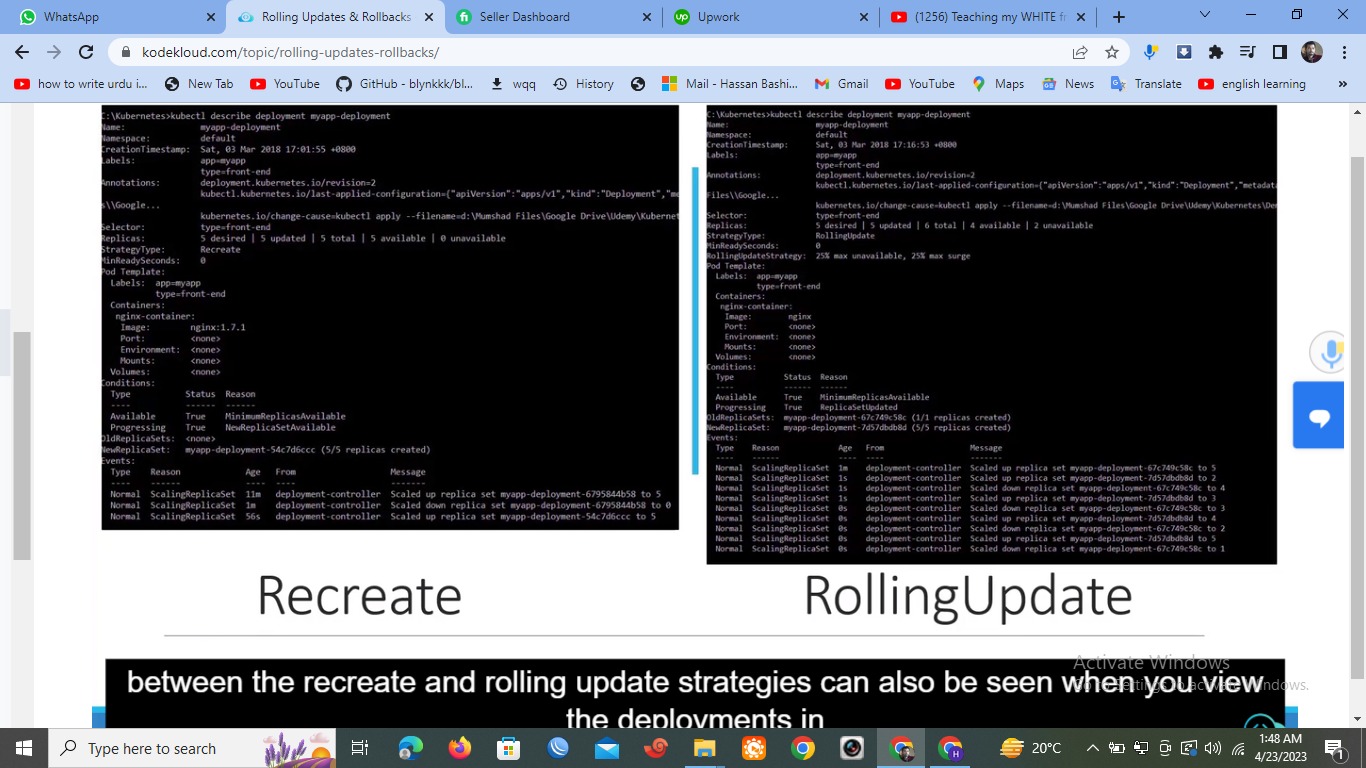 WhatsApp
Rolling Updates & Rollbacks
Seller Dashboard
Upwork
(1256) Teaching my WHITE fr
kodekloud.com/topic/rolling-updates-rollbacks/
how to write urdu i...
New Tab
YouTube
GitHub - blynkkk/bl...
wqq
History
Mail - Hassan Bashi...
Gmail
YouTube
Maps
News
Translate
english learning
»
C:\Kubernetes>kubectl describe deployment myapp-deployment
Name: myapp-deployment
Namespace: default
CreationTimestamp: Sat, 03 Mar 2018 17:01:55 +0800
Labels: app=myapp
type=front-end
Annotations: deployment.kubernetes.io/revision=2
kubectl.kubernetes.io/last-applied-configuration={"apiVersion":"apps/v1","kind":"Deployment","me
s\\Google...
kubernetes.io/change-cause=kubectl apply --filename=d:\Mumshad Files\Google Drive\Udemy\Kubernet
Selector: type=front-end
Replicas: 5 desired | 5 updated | 5 total | 5 available | 0 unavailable
StrategyType: Recreate
MinReadySeconds: 0
Pod Template:
Labels: app=myapp
type=front-end
Containers:
nginx-container:
Image: nginx:1.7.1
Port: <none>
Environment: <none>
Mounts: <none>
Volumes: <none>
Conditions:
Type Status Reason
---- ------ ------
Available True MinimumReplicasAvailable
Progressing True NewReplicaSetAvailable
OldReplicaSets: <none>
NewReplicaSet: myapp-deployment-54c7d6ccc (5/5 replicas created)
Events:
Type Reason Age From Message
---- ------ ---- ---- -------
Normal ScalingReplicaSet 11m deployment-controller Scaled up replica set myapp-deployment-6795844b58 to 5
Normal ScalingReplicaSet 1m deployment-controller Scaled down replica set myapp-deployment-6795844b58 to 0
Normal ScalingReplicaSet 56s deployment-controller Scaled up replica set myapp-deployment-54c7d6ccc to 5
C:\Kubernetes>kubectl describe deployment myapp-deployment
Name: myapp-deployment
Namespace: default
CreationTimestamp: Sat, 03 Mar 2018 17:16:53 +0800
Labels: app=myapp
type=front-end
Annotations: deployment.kubernetes.io/revision=2
kubectl.kubernetes.io/last-applied-configuration={"apiVersion":"apps/v1","kind":"Deployment","metadata
Files\\Google...
kubernetes.io/change-cause=kubectl apply --filename=d:\Mumshad Files\Google Drive\Udemy\Kubernetes\Dem
Selector: type=front-end
Replicas: 5 desired | 5 updated | 6 total | 4 available | 2 unavailable
StrategyType: RollingUpdate
MinReadySeconds: 0
RollingUpdateStrategy: 25% max unavailable, 25% max surge
Pod Template:
Labels: app=myapp
type=front-end
Containers:
nginx-container:
Image: nginx
Port: <none>
Environment: <none>
Mounts: <none>
Volumes: <none>
Conditions:
Type Status Reason
---- ------ ------
Available True MinimumReplicasAvailable
Progressing True ReplicaSetUpdated
OldReplicaSets: myapp-deployment-67c749c58c (1/1 replicas created)
NewReplicaSet: myapp-deployment-7d57dbdb8d (5/5 replicas created)
Events:
Type Reason Age From Message
---- ------ ---- ---- -------
Normal ScalingReplicaSet 1m deployment-controller Scaled up replica set myapp-deployment-67c749c58c to 5
Normal ScalingReplicaSet 1s deployment-controller Scaled up replica set myapp-deployment-7d57dbdb8d to 2
Normal ScalingReplicaSet 1s deployment-controller Scaled down replica set myapp-deployment-67c749c58c to 4
Normal ScalingReplicaSet 1s deployment-controller Scaled up replica set myapp-deployment-7d57dbdb8d to 3
Normal ScalingReplicaSet 0s deployment-controller Scaled down replica set myapp-deployment-67c749c58c to 3
Normal ScalingReplicaSet 0s deployment-controller Scaled up replica set myapp-deployment-7d57dbdb8d to 4
Normal ScalingReplicaSet 0s deployment-controller Scaled down replica set myapp-deployment-67c749c58c to 2
Normal ScalingReplicaSet 0s deployment-controller Scaled up replica set myapp-deployment-7d57dbdb8d to 5
Normal ScalingReplicaSet 0s deployment-controller Scaled down replica set myapp-deployment-67c749c58c to 1
Recreate
RollingUpdate
Activate Windows
Go to Settings to activate Windows.
between the recreate and rolling update strategies can also be seen when you view
the deployments in
Type here to search
20°C
1:48 AM
4/23/2023